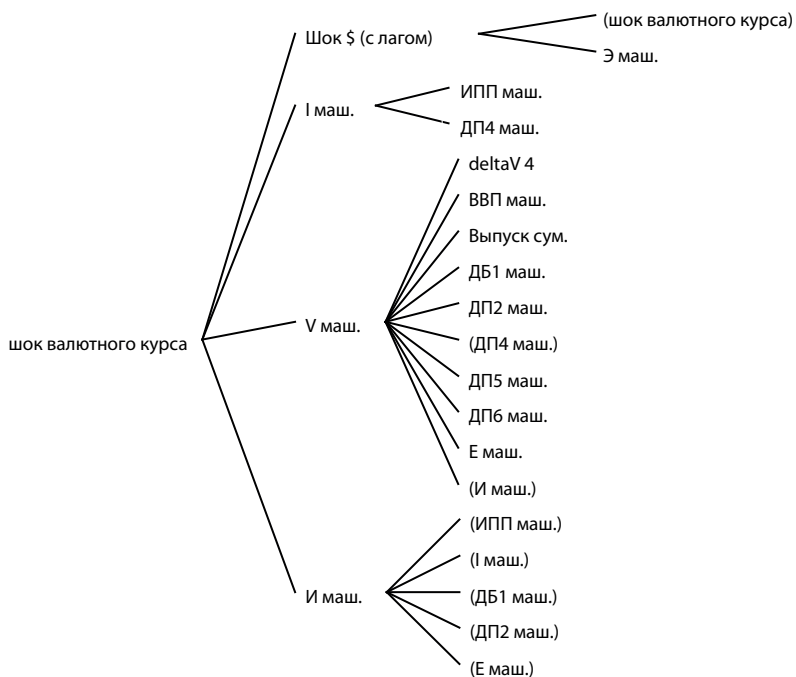 (шок валютного курса)
Шок $ (с лагом)
Э маш.
ИПП маш.
I маш.
ДП4 маш.
deltaV 4
ВВП маш.
Выпуск сум.
ДБ1 маш.
ДП2 маш.
V маш.
(ДП4 маш.)
шок валютного курса
ДП5 маш.
ДП6 маш.
Е маш.
(И маш.)
(ИПП маш.)
(I маш.)
И маш.
(ДБ1 маш.)
(ДП2 маш.)
(Е маш.)